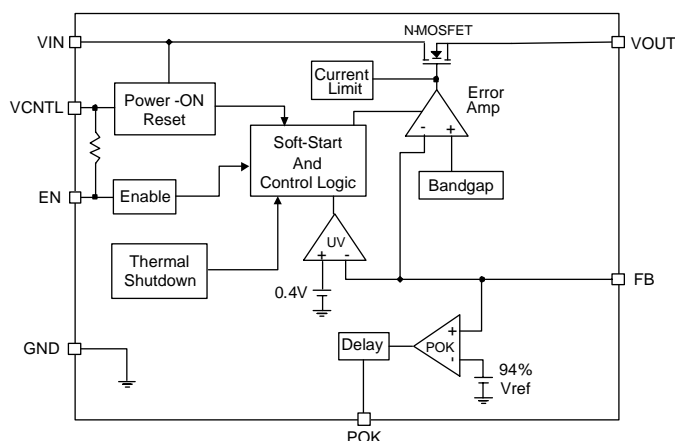 N-MOSFET
VIN
VOUT
Current
Limit
VCNTL
Power -ON
Reset
Error
Amp
- +
Soft-Start
And
Control Logic
Bandgap
EN
Enable
UV
+ -
Thermal
Shutdown
0.4V
FB
GND
Delay
+
POK
-
94%
Vref
POK